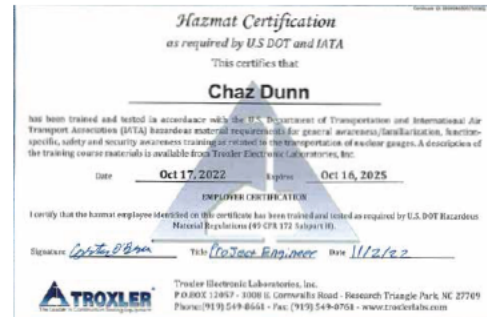 Hazmat Certification
as required by U.S DOT and IATA
This certifies that
Chaz Dunn
has been trained and tested in accordance with the U.S. Department of Transportation and International Air
Transport Association (IATA) hazardous material requirements for general awareness/familiarization, function-
specific, safety and security awareness training as related to the transportation of nuclear gauges. A description of
the training course materials is available from Troxler Electronic Laboratories, Inc.
Date Oct 17, 2022 Expires Oct 16, 2025
EMPLOYER CERTIFICATION
I certify that the hazmat employee identified on this certificate has been trained and tested as required by U.S. DOT Hazardous
Material Regulations (49 CFR 172 Subpart H).
Signature Title Project Engineer Date 11/2/22
Troxler Electronic Laboratories, Inc.
P.O.BOX 12057 - 3008 E. Cornwallis Road - Research Triangle Park, NC 27709
TROXLER Phone: (919) 549-8661 - Fax: (919) 549-0761 - www.troxlerlabs.com